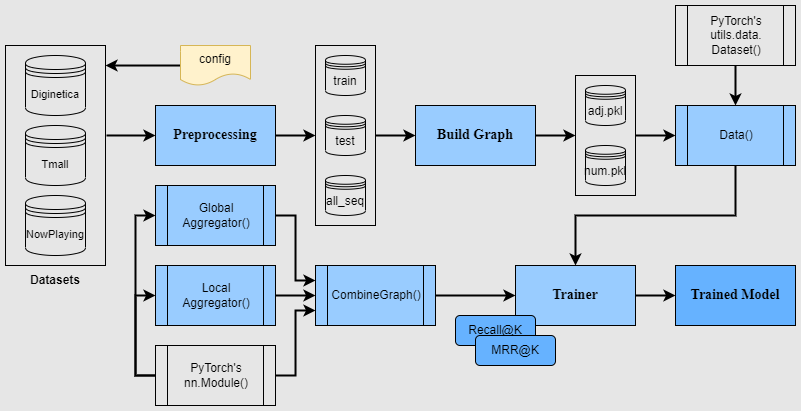 config
PyTorch's
utils.data.
Dataset()
Diginetica
Tmall
NowPlaying
Datasets
Preprocessing
train
test
all_seq
Build Graph
adj.pkl
num.pkl
Data()
Global
Aggregator()
Local
Aggregator()
PyTorch's
nn.Module()
CombineGraph()
Trainer
Recall@K
MRR@K
Trained Model